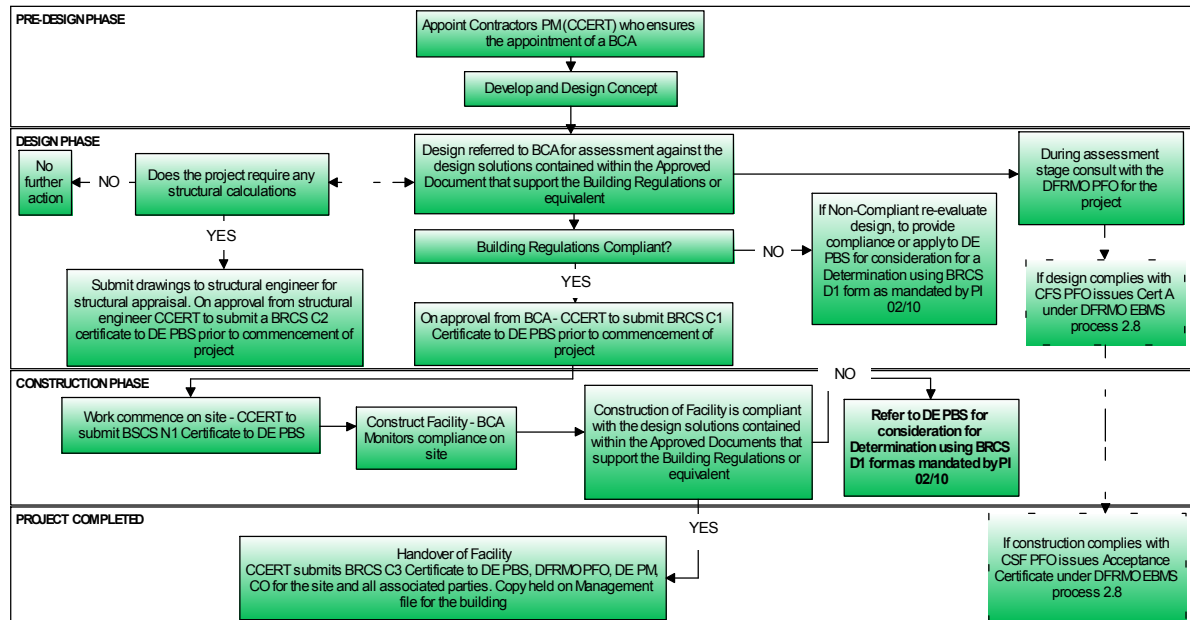 PRE-DESIGN PHASE
Appoint Contractors PM (CCERT) who ensures
the appointment of a BCA
Develop and Design Concept
DESIGN PHASE
No
further
action
NO
Does the project require any
structural calculations
Design referred to BCA for assessment against the
design solutions contained within the Approved
Document that support the Building Regulations or
equivalent
During assessment
stage consult with the
DFRMO PFO for the
project
YES
Building Regulations Compliant?
NO
If Non-Compliant re-evaluate
design, to provide
compliance or apply to DE
PBS for consideration for a
Determination using BRCS
D1 form as mandated by PI
02/10
Submit drawings to structural engineer for
structural appraisal. On approval from structural
engineer CCERT to submit a BRCS C2
certificate to DE PBS prior to commencement of
project
YES
On approval from BCA - CCERT to submit BRCS C1
Certificate to DE PBS prior to commencement of
project
If design complies with
CFS PFO issues Cert A
under DFRMO EBMS
process 2.8
CONSTRUCTION PHASE
Work commence on site - CCERT to
submit BSCS N1 Certificate to DE PBS
Construct Facility - BCA
Monitors compliance on
site
Construction of Facility is compliant
with the design solutions contained
within the Approved Documents that
support the Building Regulations or
equivalent
NO
Refer to DE PBS for
consideration for
Determination using BRCS
D1 form as mandated by PI
02/10
PROJECT COMPLETED
YES
Handover of Facility
CCERT submits BRCS C3 Certificate to DE PBS, DFRMO PFO, DE PM,
CO for the site and all associated parties. Copy held on Management
file for the building
If construction complies with
CSF PFO issues Acceptance
Certificate under DFRMO EBMS
process 2.8